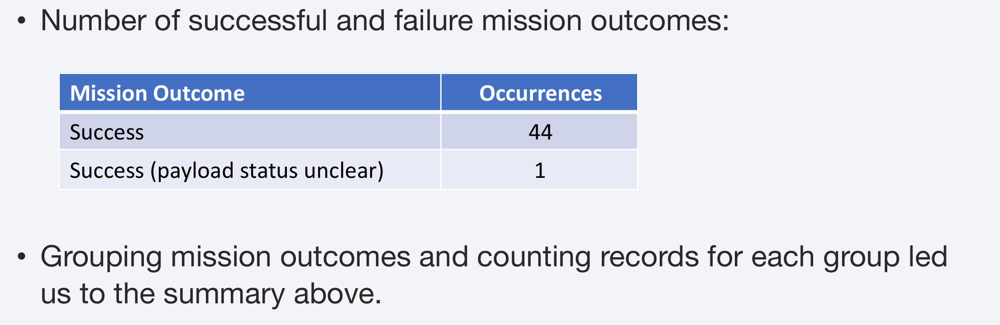 • Number of successful and failure mission outcomes:
Mission Outcome Occurrences
Success 44
Success (payload status unclear) 1
• Grouping mission outcomes and counting records for each group led
us to the summary above.